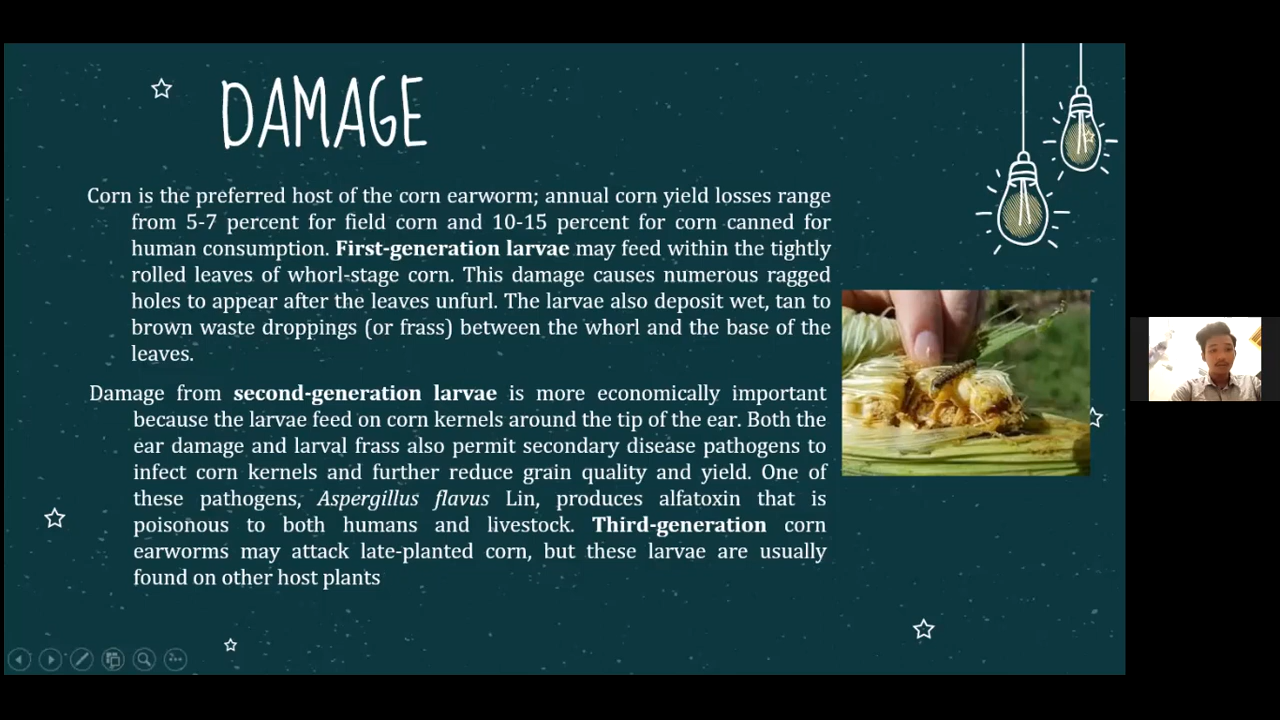 DAMAGE
Corn is the preferred host of the corn earworm; annual corn yield losses range
from 5-7 percent for field corn and 10-15 percent for corn canned for
human consumption. First-generation larvae may feed within the tightly
rolled leaves of whorl-stage corn. This damage causes numerous ragged
holes to appear after the leaves unfurl. The larvae also deposit wet, tan to
brown waste droppings (or frass) between the whorl and the base of the
leaves.
Damage from second-generation larvae is more economically important
because the larvae feed on corn kernels around the tip of the ear. Both the
ear damage and larval frass also permit secondary disease pathogens to
infect corn kernels and further reduce grain quality and yield. One of
these pathogens, Aspergillus flavus Lin, produces alfatoxin that is
poisonous to both humans and livestock. Third-generation corn
earworms may attack late-planted corn, but these larvae are usually
found on other host plants